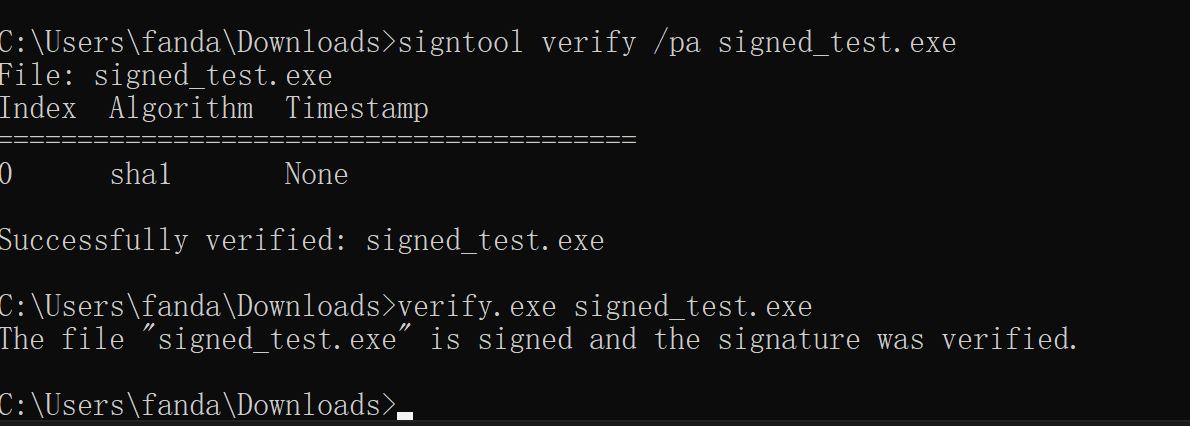 C:\Users\fanda\Downloads>signtool verify /pa signed_test.exe
File: signed_test.exe
Index  Algorithm  Timestamp
========================================
0      sha1       None
Successfully verified: signed_test.exe
C:\Users\fanda\Downloads>verify.exe signed_test.exe
The file "signed_test.exe" is signed and the signature was verified.
C:\Users\fanda\Downloads>